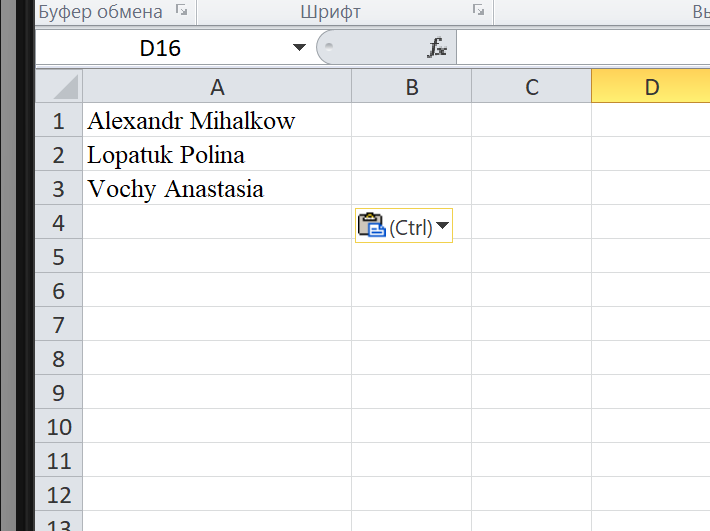 Буфер обмена Шрифт Вы
D16 fx
A B C D
1 Alexandr Mihalkow
2 Lopatuk Polina
3 Vochy Anastasia
4 (Ctrl)
5
6
7
8
9
10
11
12
13